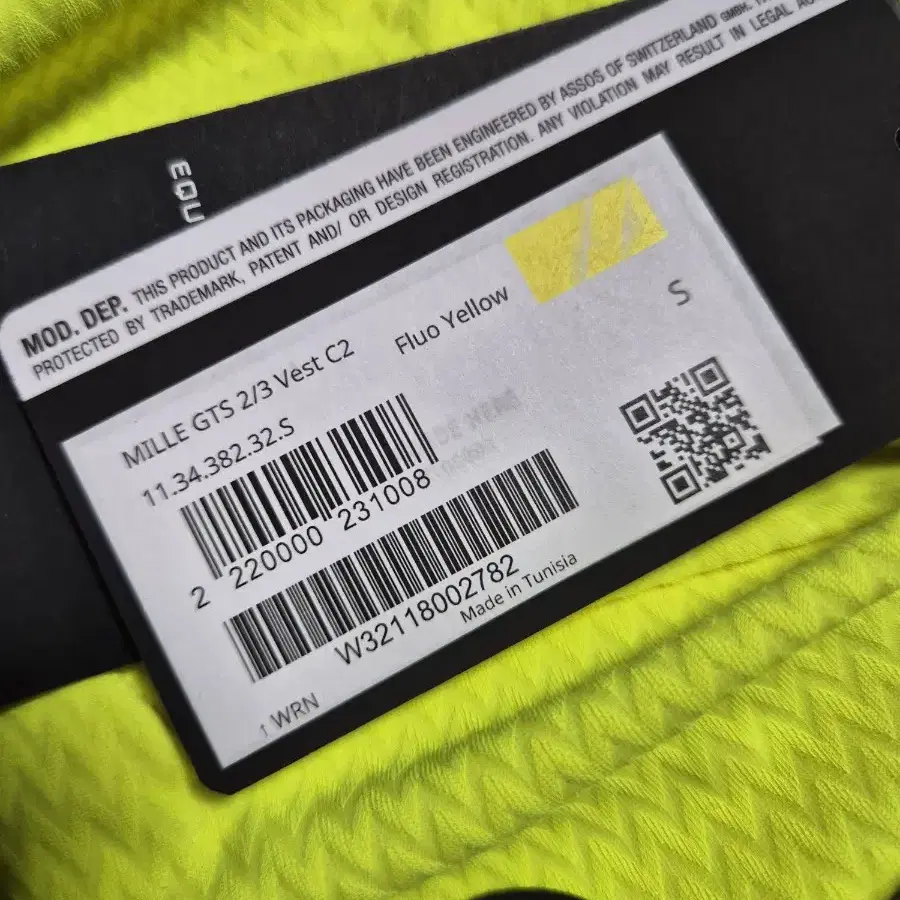 EQU
MOD. DEP. THIS PRODUCT AND ITS PACKAGING HAVE BEEN ENGINEERED BY ASSOS OF SWITZERLAND GMBH.
PROTECTED BY TRADEMARK, PATENT AND/ OR DESIGN REGISTRATION. ANY VIOLATION MAY RESULT IN LEGAL
MILLE GTS 2/3 Vest C2
Fluo Yellow
S
11.34.382.32.S
2 220000 231008
W32118002782
Made in Tunisia
1 WRN